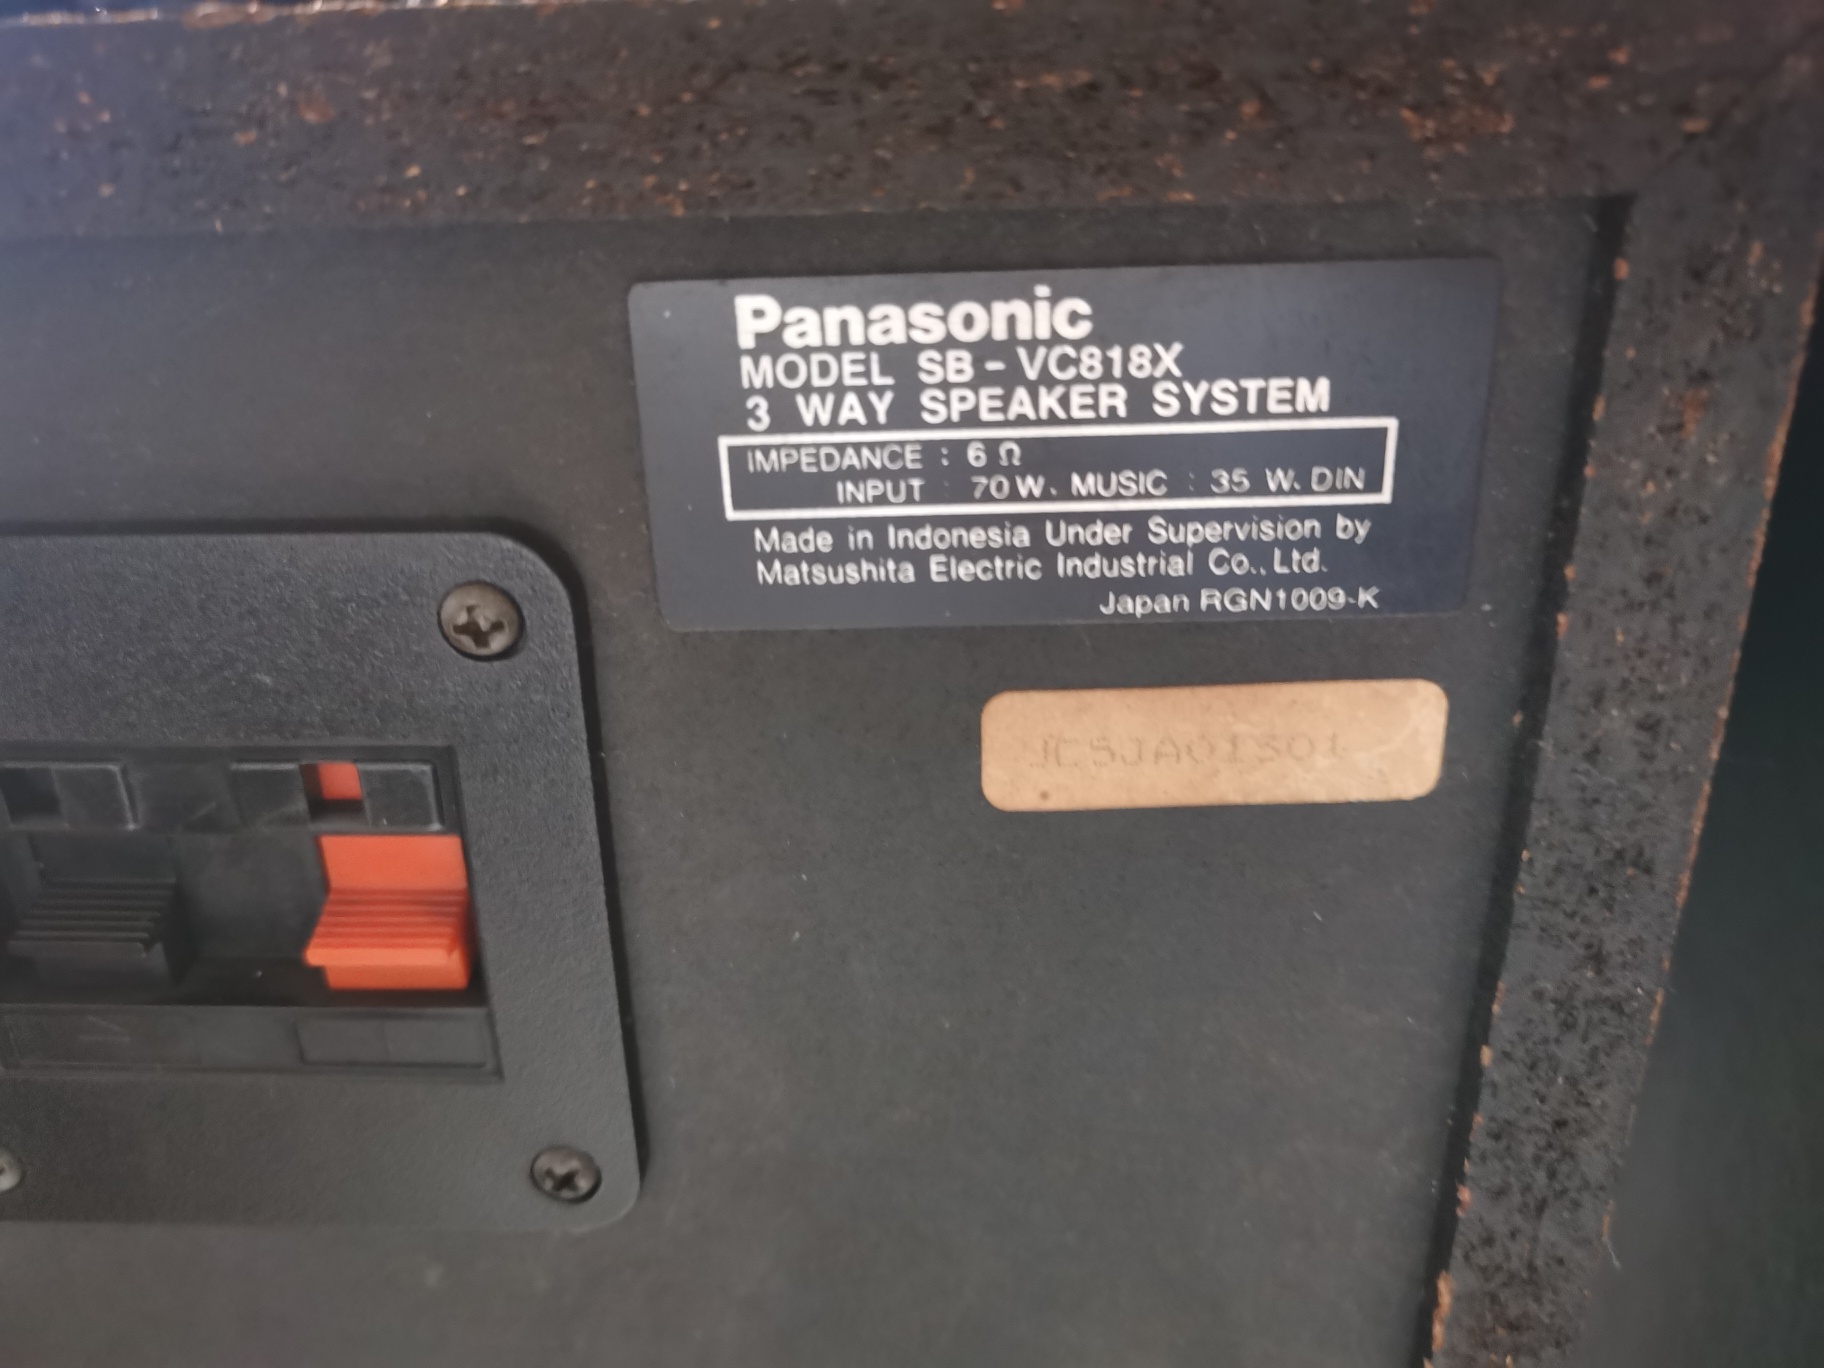 Panasonic
MODEL SB - VC818X
3 WAY SPEAKER SYSTEM
IMPEDANCE : 6 Ω
INPUT : 70 W. MUSIC : 35 W. DIN
Made in Indonesia Under Supervision by
Matsushita Electric Industrial Co., Ltd.
Japan RGN1009-K
JC5JA01301